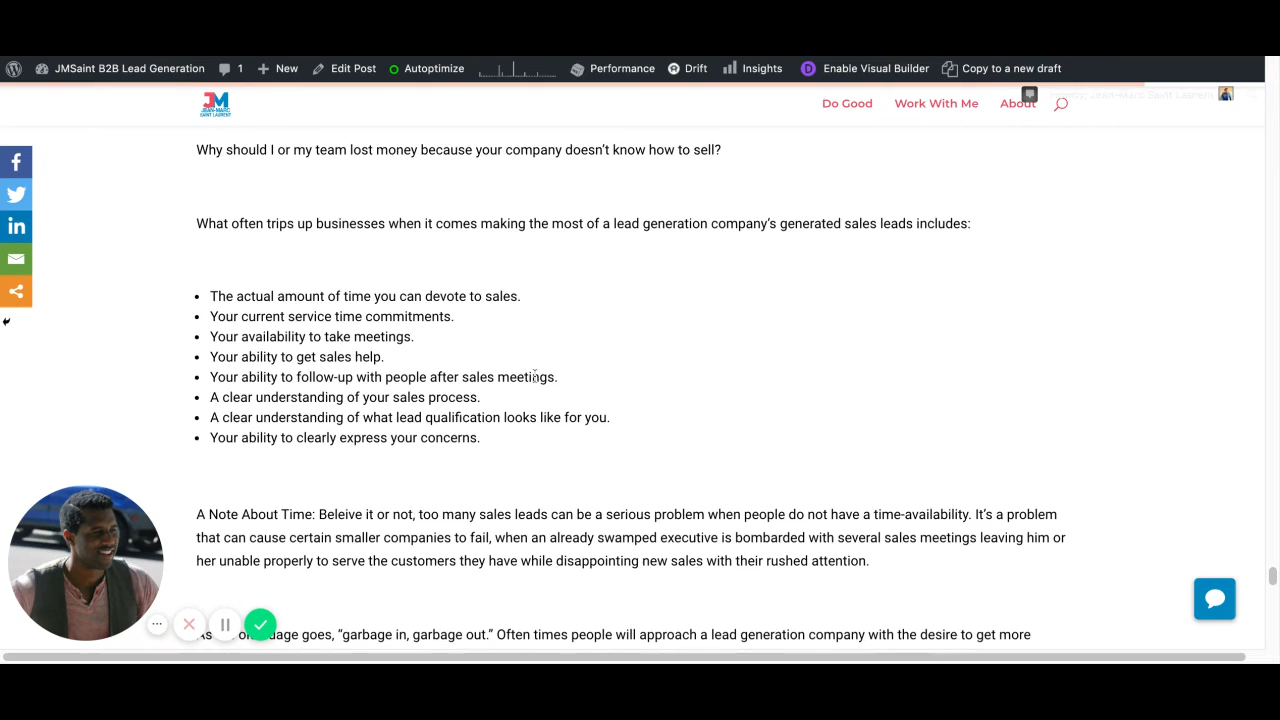 JMSaint B2B Lead Generation 1 New Edit Post Autoptimize Performance Drift Insights D Enable Visual Builder Copy to a new draft
JM
JEAN-MARC
SAINT LAURENT
Do Good Work With Me About
Why should I or my team lost money because your company doesn’t know how to sell?
What often trips up businesses when it comes making the most of a lead generation company’s generated sales leads includes:
• The actual amount of time you can devote to sales.
• Your current service time commitments.
• Your availability to take meetings.
• Your ability to get sales help.
• Your ability to follow-up with people after sales meetings.
• A clear understanding of your sales process.
• A clear understanding of what lead qualification looks like for you.
• Your ability to clearly express your concerns.
A Note About Time: Beleive it or not, too many sales leads can be a serious problem when people do not have a time-availability. It’s a problem
that can cause certain smaller companies to fail, when an already swamped executive is bombarded with several sales meetings leaving him or
her unable properly to serve the customers they have while disappointing new sales with their rushed attention.
goes, “garbage in, garbage out.” Often times people will approach a lead generation company with the desire to get more